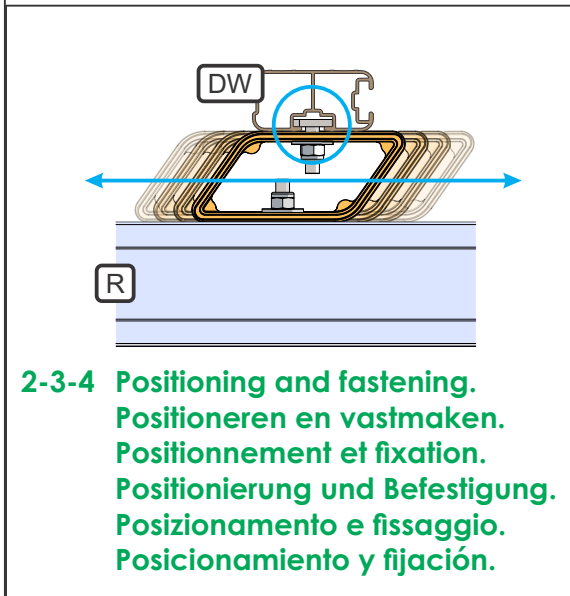 DW
R
2-3-4 Positioning and fastening.
Positioneren en vastmaken.
Positionnement et fixation.
Positionierung und Befestigung.
Posizionamento e fissaggio.
Posicionamiento y fijación.